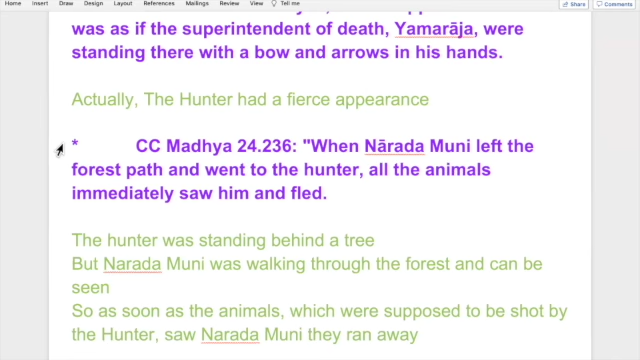 Home Insert Draw Design Layout References Mailings Review View Tell me Share Comments
was as if the superintendent of death, Yamarāja, were
standing there with a bow and arrows in his hands.
Actually, The Hunter had a fierce appearance
* CC Madhya 24.236: "When Nārada Muni left the
forest path and went to the hunter, all the animals
immediately saw him and fled.
The hunter was standing behind a tree
But Narada Muni was walking through the forest and can be
seen
So as soon as the animals, which were supposed to be shot by
the Hunter, saw Narada Muni they ran away